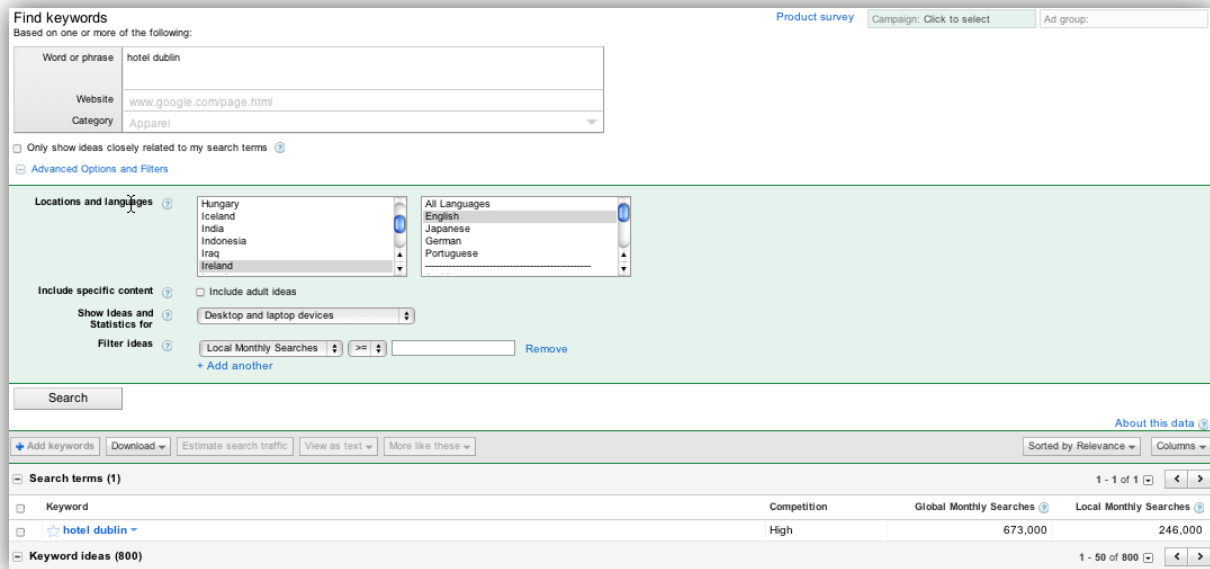 Find keywords
Product survey
Campaign: Click to select
Ad group:
Based on one or more of the following:
Word or phrase
hotel dublin
Website
www.google.com/page.html
Category
Apparel
Only show ideas closely related to my search terms
Advanced Options and Filters
Locations and languages
Hungary
Iceland
India
Indonesia
Iraq
Ireland
All Languages
English
Japanese
German
Portuguese
Include specific content
Include adult ideas
Show Ideas and
Statistics for
Desktop and laptop devices
Filter ideas
Local Monthly Searches
>=
Remove
+ Add another
Search
About this data
Add keywords
Download
Estimate search traffic
View as text
More like these
Sorted by Relevance
Columns
Search terms (1)
1 - 1 of 1
Keyword
Competition
Global Monthly Searches
Local Monthly Searches
hotel dublin
High
673,000
246,000
Keyword ideas (800)
1 - 50 of 800